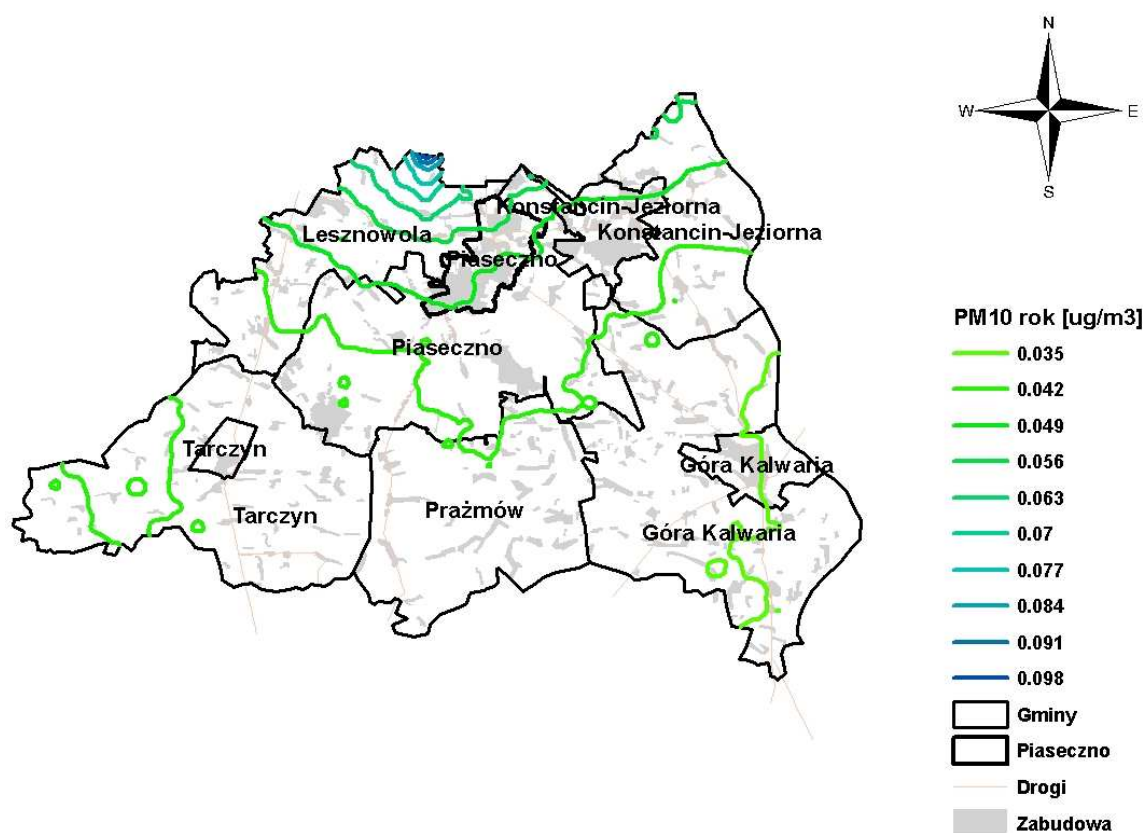 N
W
E
S
Konstancin-Jeziorna
Lesznowola
Konstancin-Jeziorna
Piaseczno
Piaseczno
Tarczyn
Góra Kalwaria
Tarczyn
Prażmów
Góra Kalwaria
PM10 rok [ug/m3]
0.035
0.042
0.049
0.056
0.063
0.07
0.077
0.084
0.091
0.098
Gminy
Piaseczno
Drogi
Zabudowa